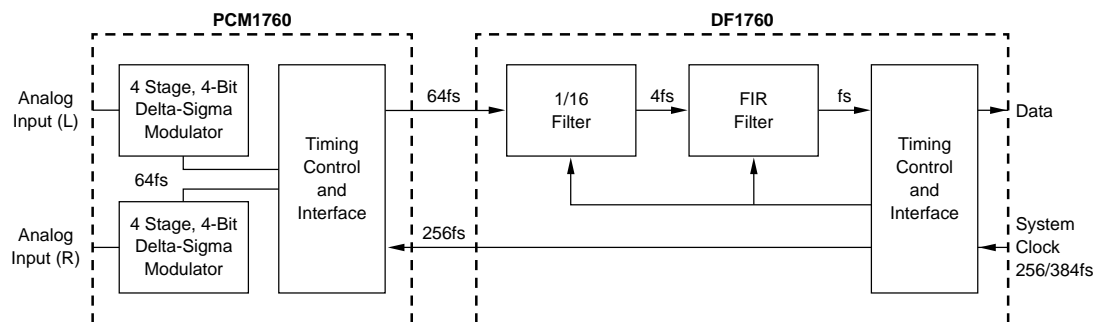 PCM1760
DF1760
Analog
Input (L)
4 Stage, 4-Bit
Delta-Sigma
Modulator
64fs
Analog
Input (R)
4 Stage, 4-Bit
Delta-Sigma
Modulator
Timing
Control
and
Interface
64fs
256fs
1/16
Filter
4fs
FIR
Filter
fs
Timing
Control
and
Interface
Data
System
Clock
256/384fs